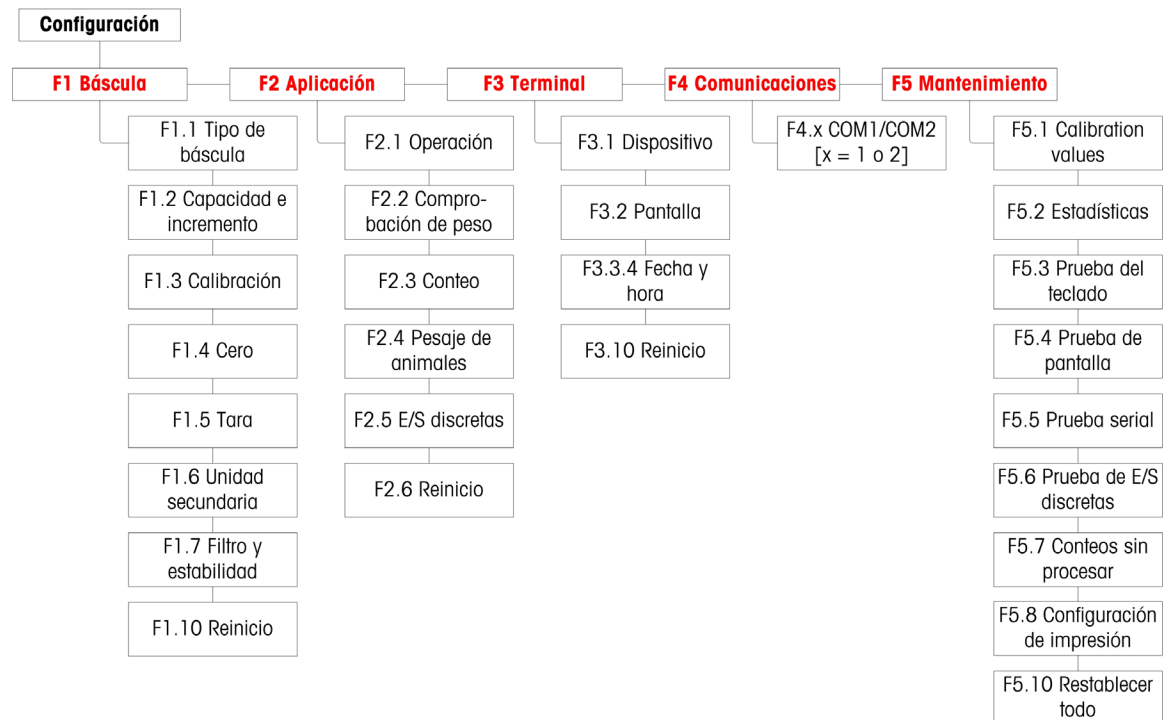 Configuración
F1 Báscula
F2 Aplicación
F3 Terminal
F4 Comunicaciones
F5 Mantenimiento
F1.1 Tipo de
báscula
F1.2 Capacidad e
incremento
F1.3 Calibración
F1.4 Cero
F1.5 Tara
F1.6 Unidad
secundaria
F1.7 Filtro y
estabilidad
F1.10 Reinicio
F2.1 Operación
F2.2 Compro-
bación de peso
F2.3 Conteo
F2.4 Pesaje de
animales
F2.5 E/S discretas
F2.6 Reinicio
F3.1 Dispositivo
F3.2 Pantalla
F3.3.4 Fecha y
hora
F3.10 Reinicio
F4.x COM1/COM2
[x = 1 o 2]
F5.1 Calibration
values
F5.2 Estadísticas
F5.3 Prueba del
teclado
F5.4 Prueba de
pantalla
F5.5 Prueba serial
F5.6 Prueba de E/S
discretas
F5.7 Conteos sin
procesar
F5.8 Configuración
de impresión
F5.10 Restablecer
todo